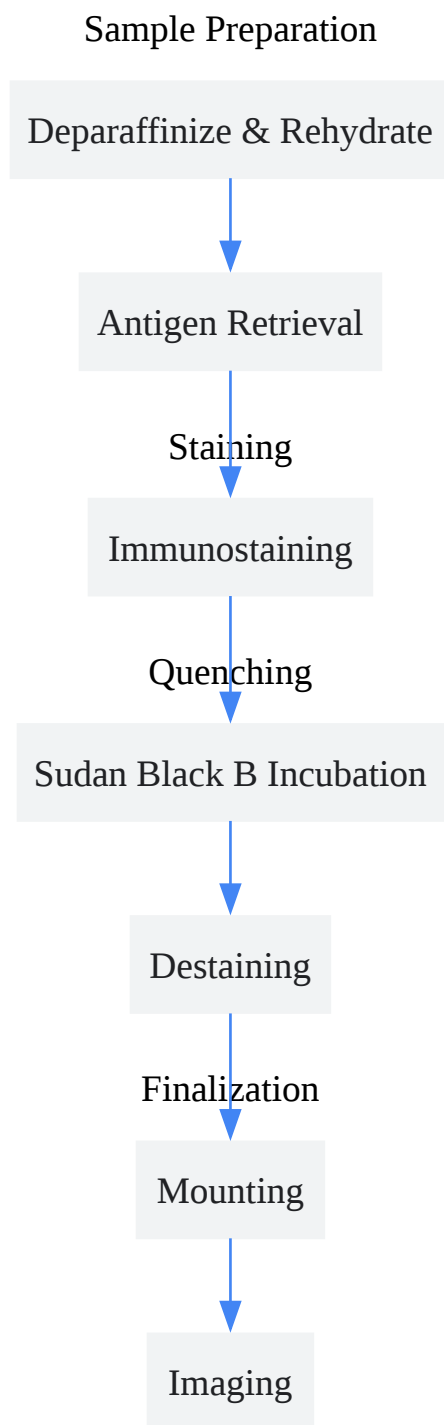 Sample Preparation
Deparaffinize & Rehydrate
Antigen Retrieval
Staining
Immunostaining
Quenching
Sudan Black B Incubation
Destaining
Finalization
Mounting
Imaging